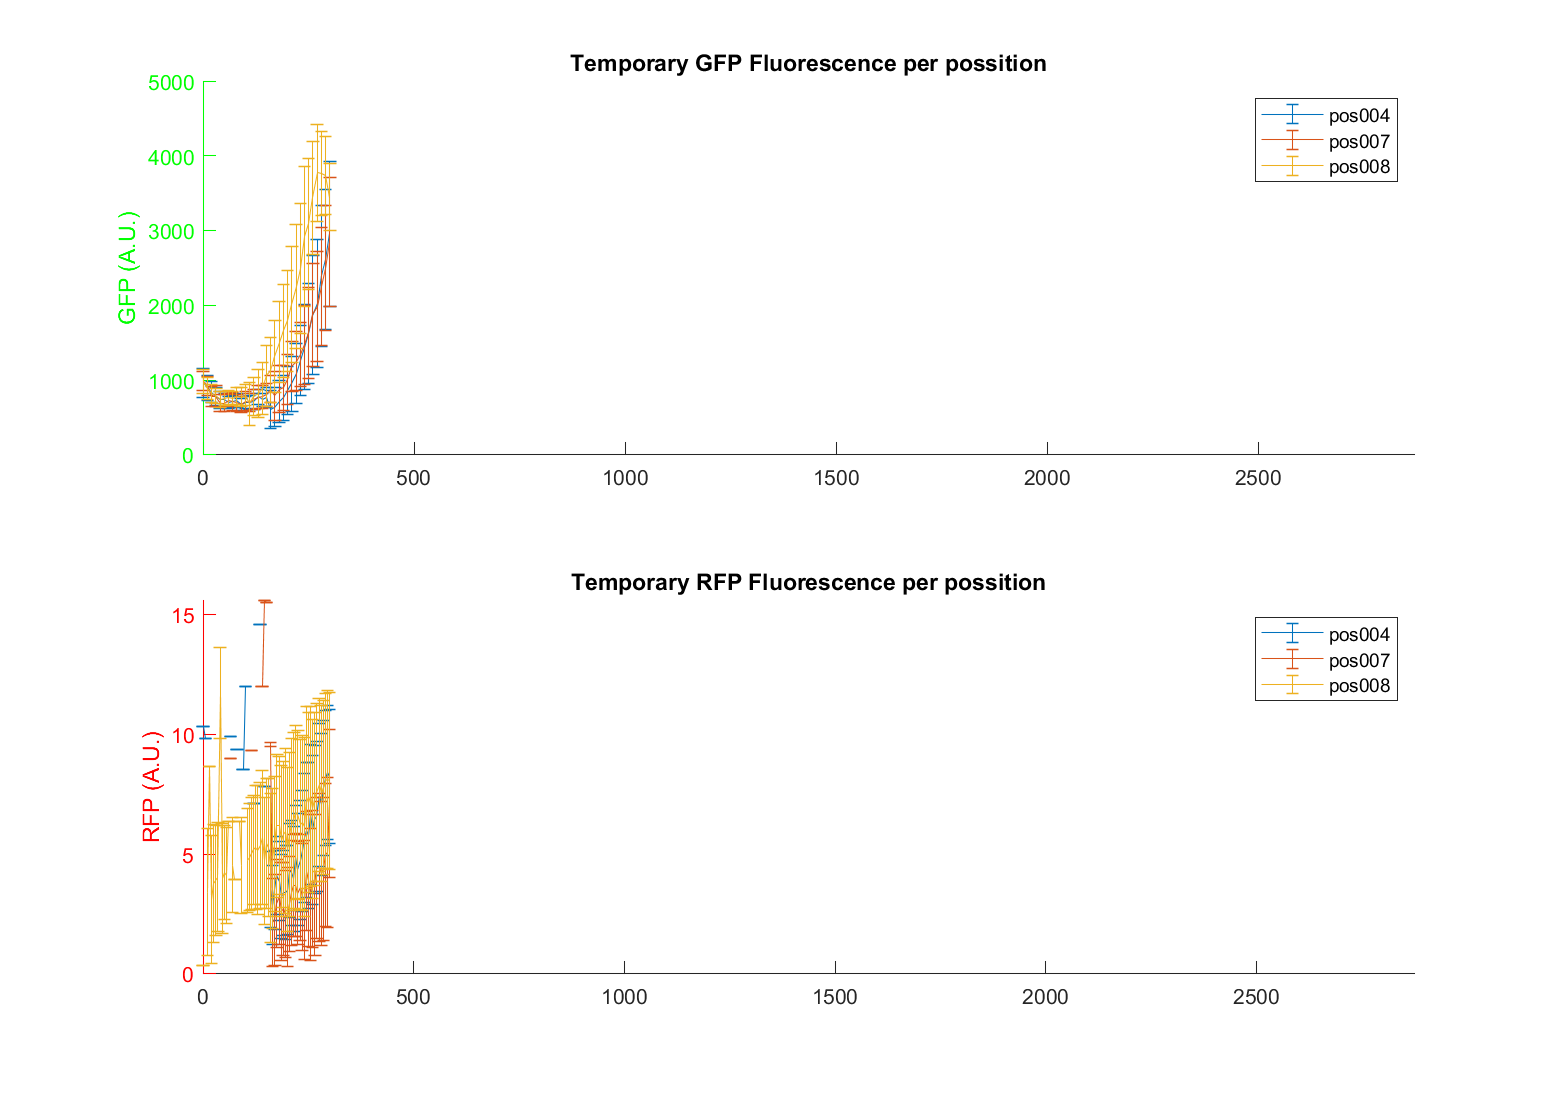 Temporary GFP Fluorescence per possition
5000
4000
3000
2000
1000
0
GFP (A.U.)
0 500 1000 1500 2000 2500
pos004
pos007
pos008
Temporary RFP Fluorescence per possition
15
10
5
0
RFP (A.U.)
0 500 1000 1500 2000 2500
pos004
pos007
pos008